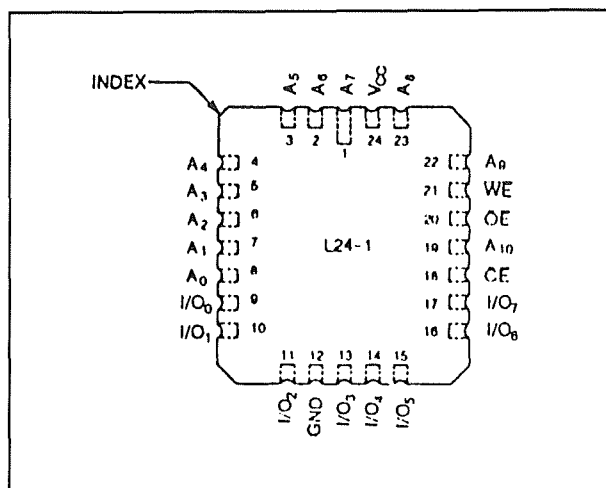 INDEX
A5 A6 A7 VCC A8
3 2 1 24 23
A4 4 22 A9
A3 5 21 WE
A2 6 20 OE
A1 7 L24-1 19 A10
A0 8 18 CE
I/O0 9 17 I/O7
I/O1 10 16 I/O6
11 12 13 14 15
I/O2 GND I/O3 I/O4 I/O5